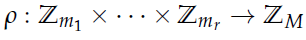 ρ : ℤ_{m_1} × ⋯ × ℤ_{m_r} → ℤ_M